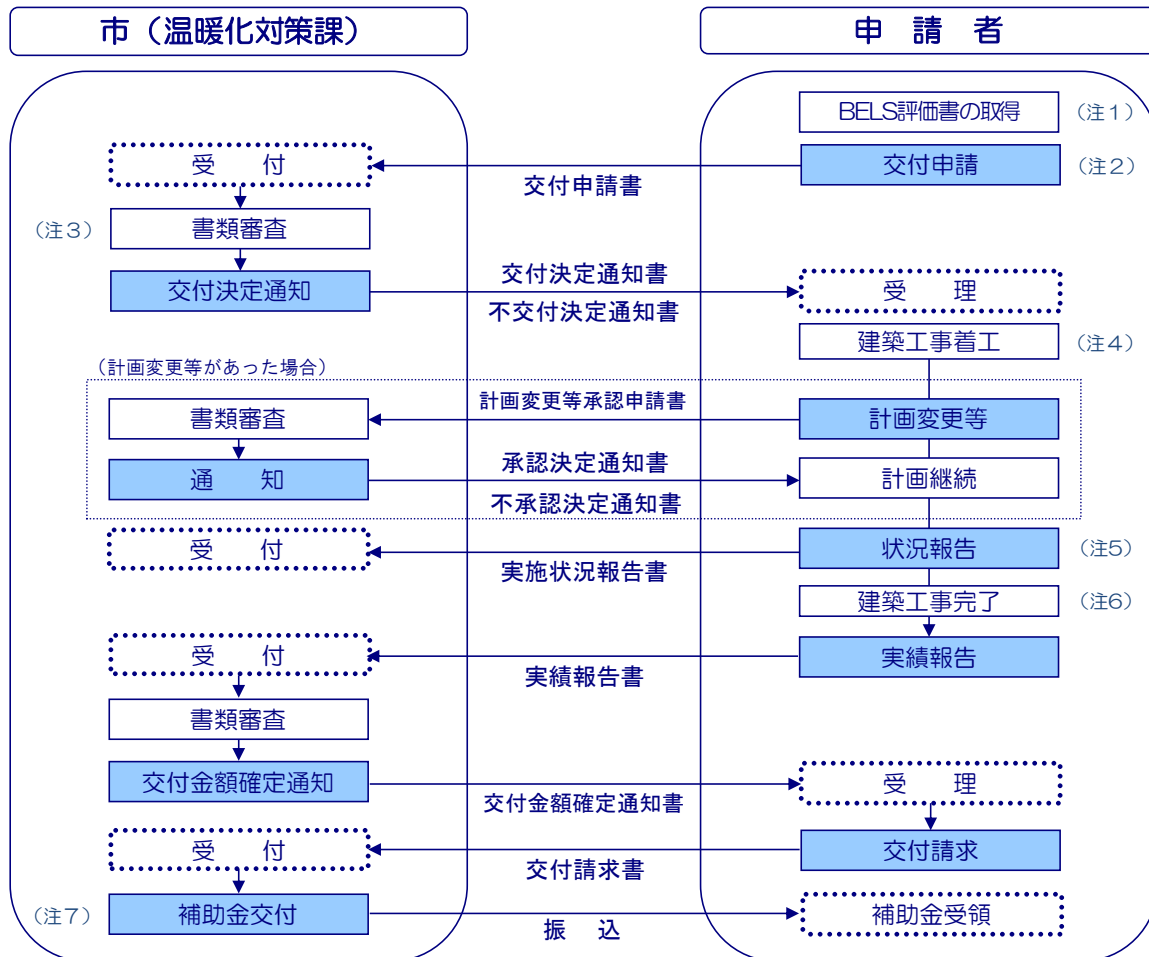 市（温暖化対策課）
申　請　者
BELS評価書の取得
（注１）
受　　付
交付申請書
交付申請
（注２）
（注３）
書類審査
交付決定通知
交付決定通知書
不交付決定通知書
受　　理
建築工事着工
（注４）
（計画変更等があった場合）
書類審査
計画変更等承認申請書
計画変更等
通　　知
承認決定通知書
不承認決定通知書
計画継続
受　　付
実施状況報告書
状況報告
（注5）
建築工事完了
（注6）
受　　付
実績報告書
実績報告
書類審査
交付金額確定通知
交付金額確定通知書
受　　理
受　　付
交付請求書
交付請求
（注７）
補助金交付
振　込
補助金受領